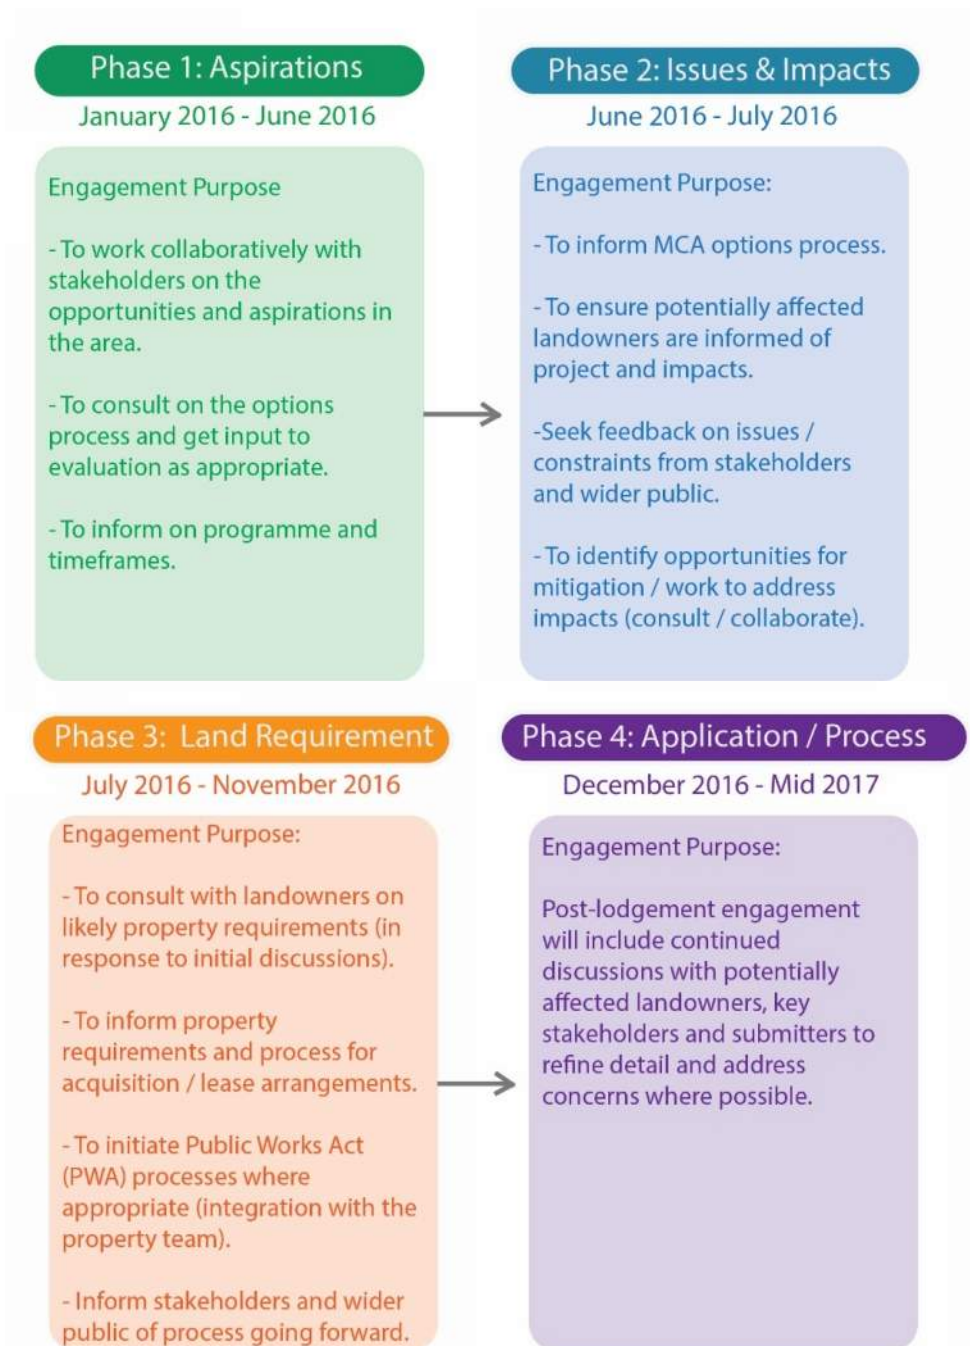 Phase 1: Aspirations
January 2016 - June 2016
Engagement Purpose
- To work collaboratively with
stakeholders on the
opportunities and aspirations in
the area.
- To consult on the options
process and get input to
evaluation as appropriate.
- To inform on programme and
timeframes.
Phase 2: Issues & Impacts
June 2016 - July 2016
Engagement Purpose:
- To inform MCA options process.
- To ensure potentially affected
landowners are informed of
project and impacts.
-Seek feedback on issues /
constraints from stakeholders
and wider public.
- To identify opportunities for
mitigation / work to address
impacts (consult / collaborate).
Phase 3: Land Requirement
July 2016 - November 2016
Engagement Purpose:
- To consult with landowners on
likely property requirements (in
response to initial discussions).
- To inform property
requirements and process for
acquisition / lease arrangements.
- To initiate Public Works Act
(PWA) processes where
appropriate (integration with the
property team).
- Inform stakeholders and wider
public of process going forward.
Phase 4: Application / Process
December 2016 - Mid 2017
Engagement Purpose:
Post-lodgement engagement
will include continued
discussions with potentially
affected landowners, key
stakeholders and submitters to
refine detail and address
concerns where possible.